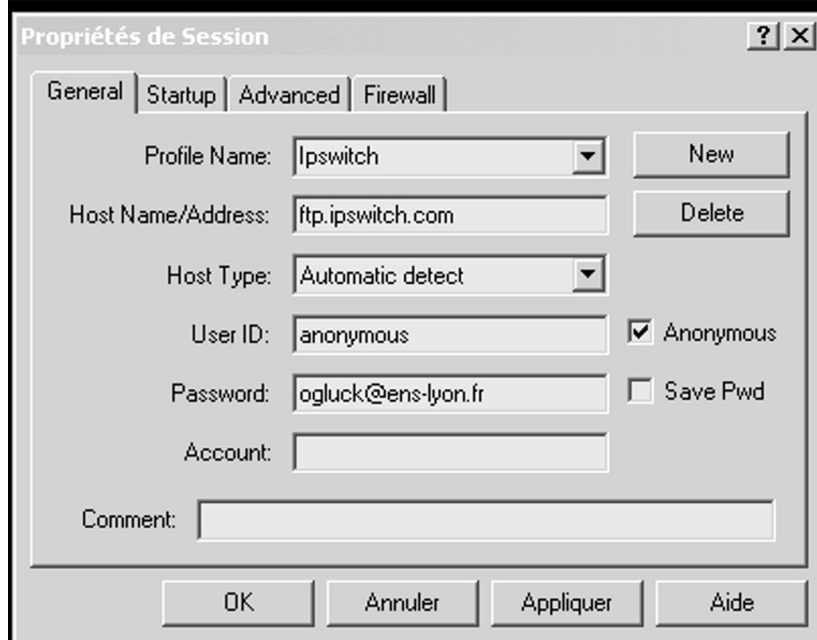 Propriétés de Session
General Startup Advanced Firewall
Profile Name: Ipswitch New
Host Name/Address: ftp.ipswitch.com Delete
Host Type: Automatic detect
User ID: anonymous Anonymous
Password: ogluck@ens-lyon.fr Save Pwd
Account:
Comment:
OK Annuler Appliquer Aide